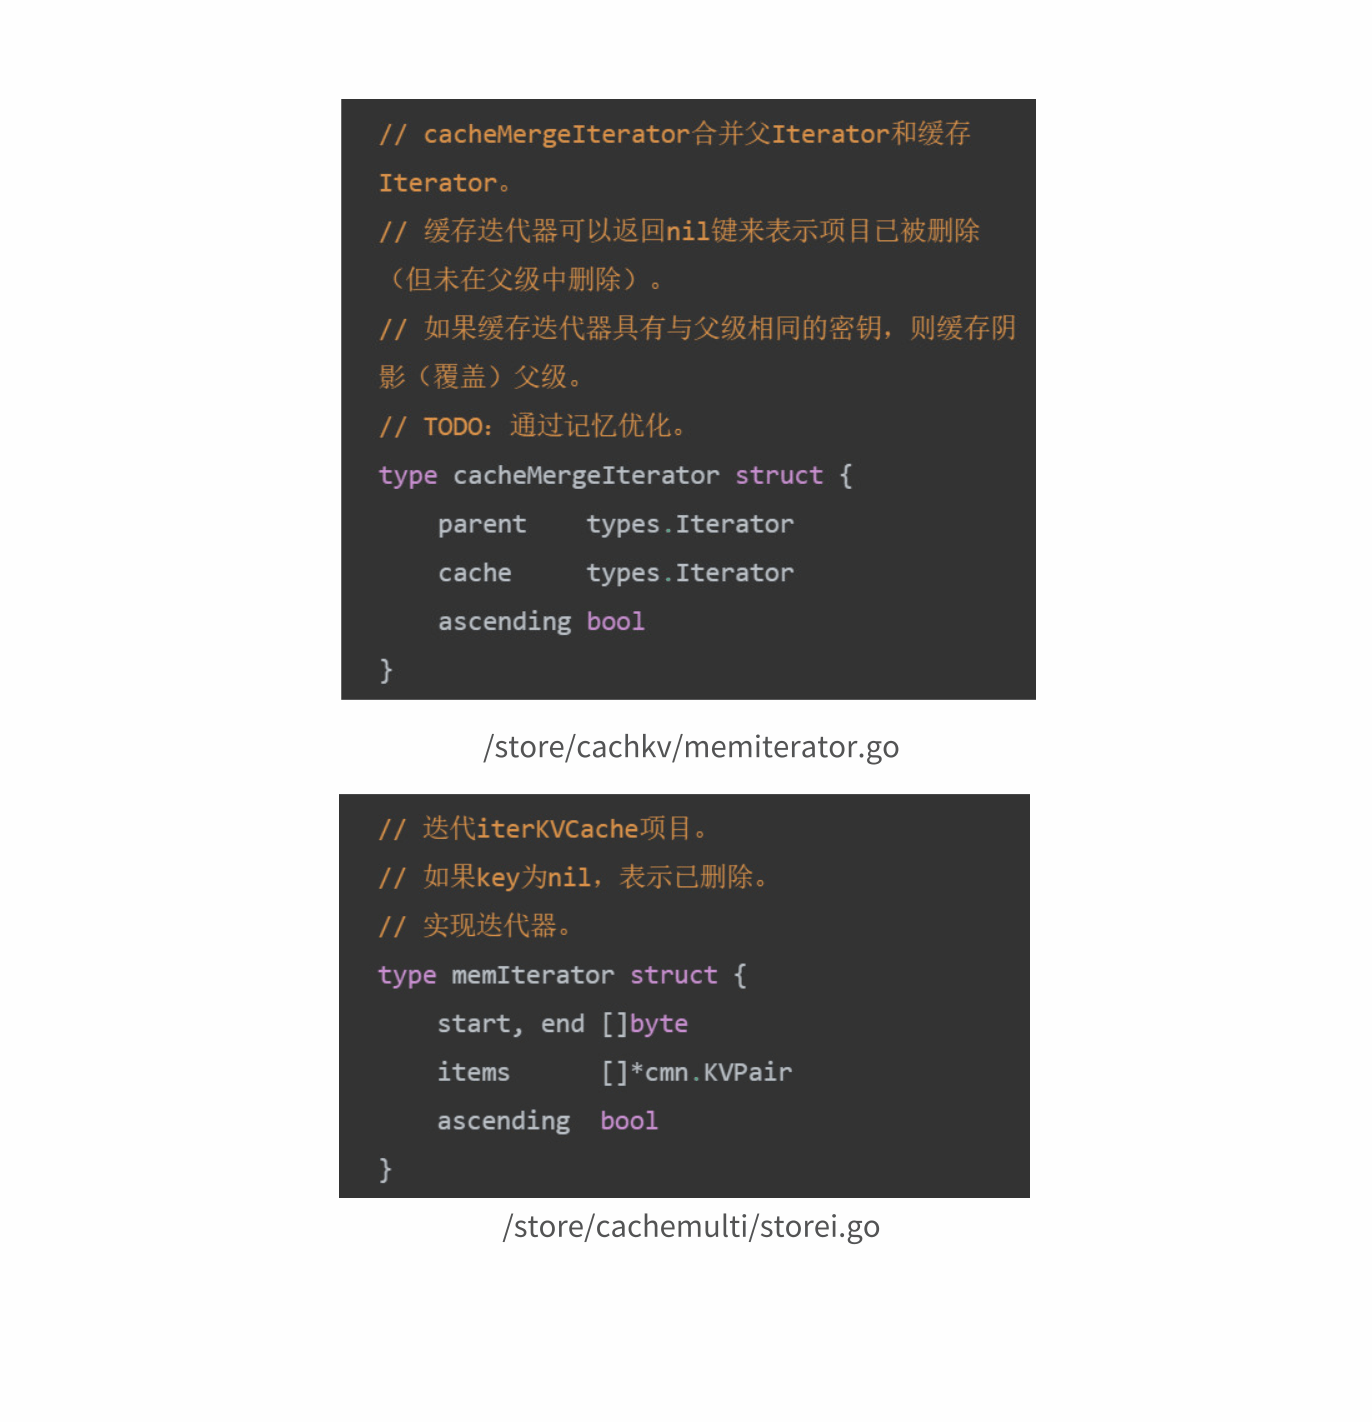 // cacheMergeIterator合并父Iterator和缓存
Iterator。
// 缓存迭代器可以返回nil键来表示项目已被删除
（但未在父级中删除）。
// 如果缓存迭代器具有与父级相同的密钥，则缓存阴
影（覆盖）父级。
// TODO：通过记忆优化。
type cacheMergeIterator struct {
    parent    types.Iterator
    cache     types.Iterator
    ascending bool
}
/store/cachkv/memiterator.go
// 迭代iterKVCache项目。
// 如果key为nil，表示已删除。
// 实现迭代器。
type memIterator struct {
    start, end []byte
    items      []*cmn.KVPair
    ascending  bool
}
/store/cachemulti/storei.go